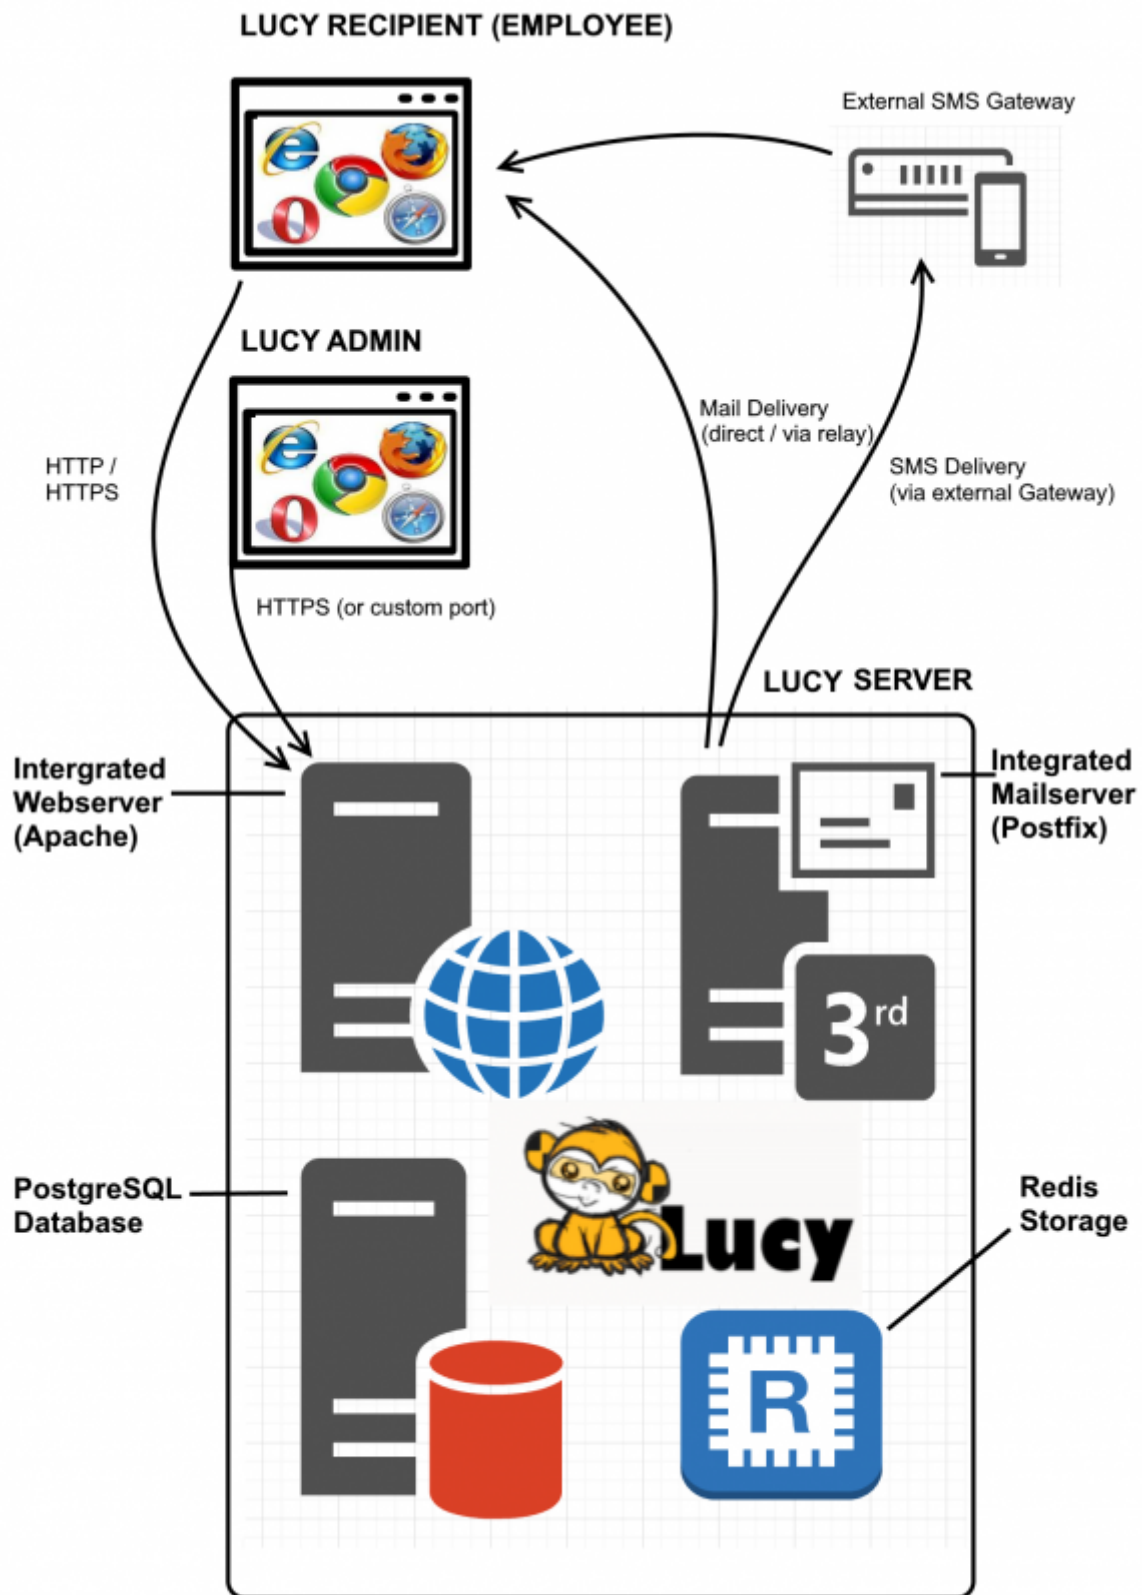 LUCY RECIPIENT (EMPLOYEE)
External SMS Gateway
LUCY ADMIN
Mail Delivery
(direct / via relay)
HTTP /
HTTPS
SMS Delivery
(via external Gateway)
HTTPS (or custom port)
LUCY SERVER
Intergrated
Webserver
(Apache)
Integrated
Mailserver
(Postfix)
3rd
PostgreSQL
Database
Lucy
Redis
Storage
R